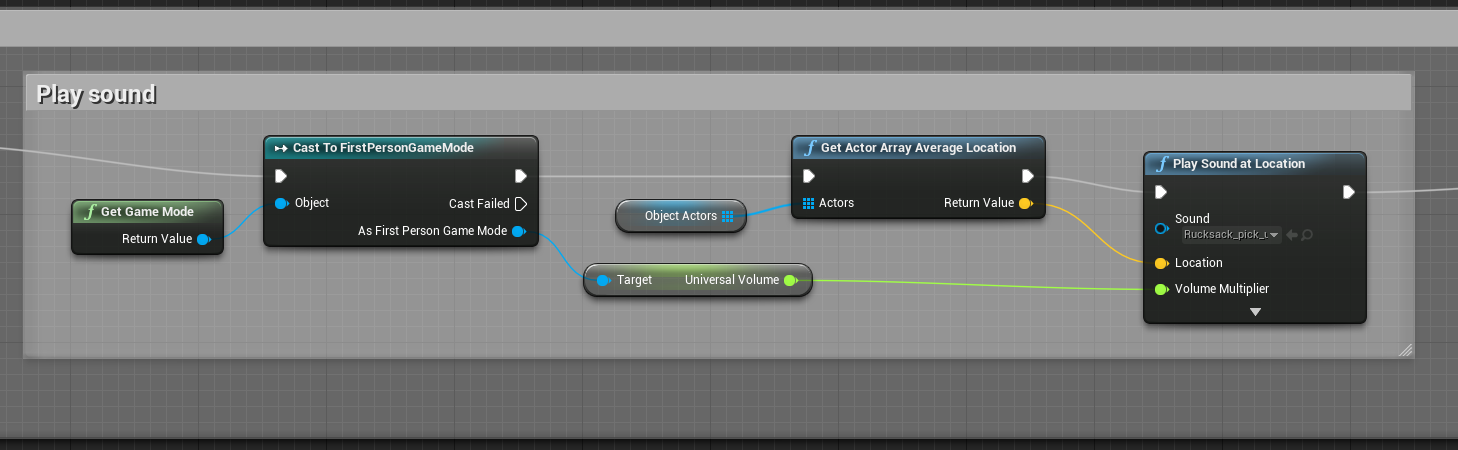 Play sound
Get Game Mode
Return Value
Cast To FirstPersonGameMode
Object
Cast Failed
As First Person Game Mode
Object Actors
Target
Universal Volume
Get Actor Array Average Location
Actors
Return Value
Play Sound at Location
Sound
Rucksack_pick_
Location
Volume Multiplier